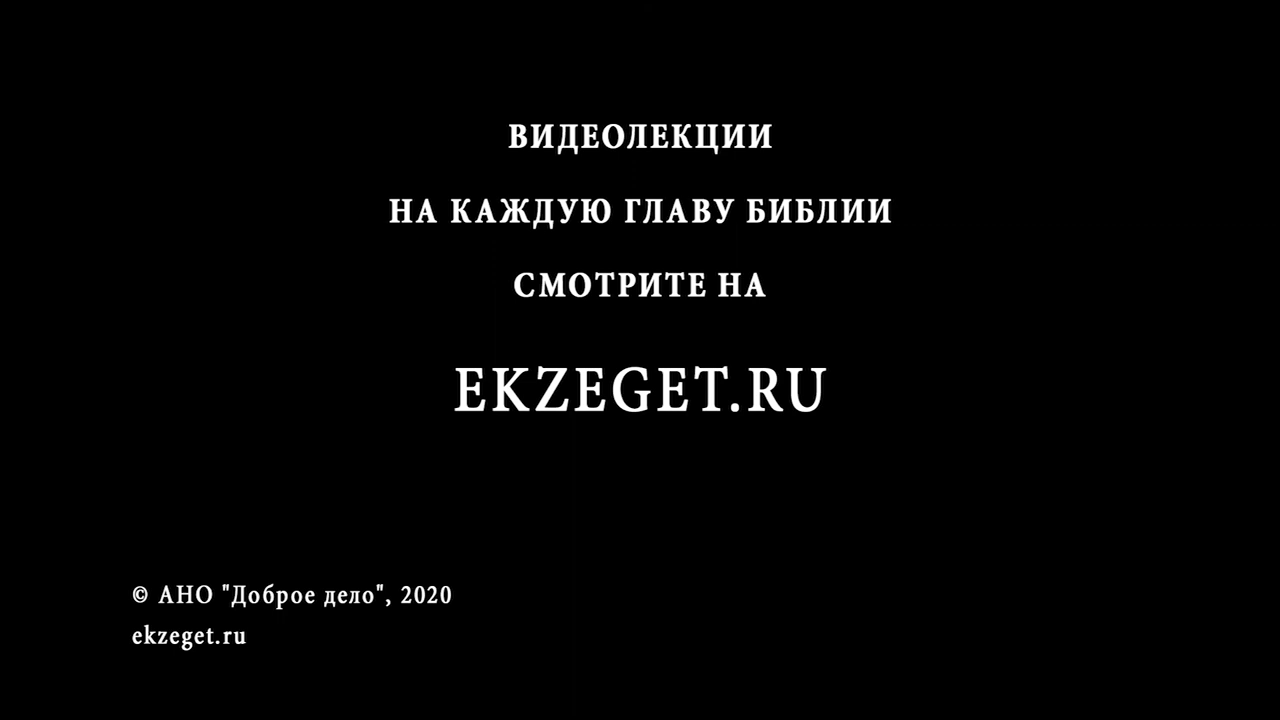 ВИДЕОЛЕКЦИИ
НА КАЖДУЮ ГЛАВУ БИБЛИИ
СМОТРИТЕ НА
EKZEGET.RU
© АНО "Доброе дело", 2020
ekzeget.ru